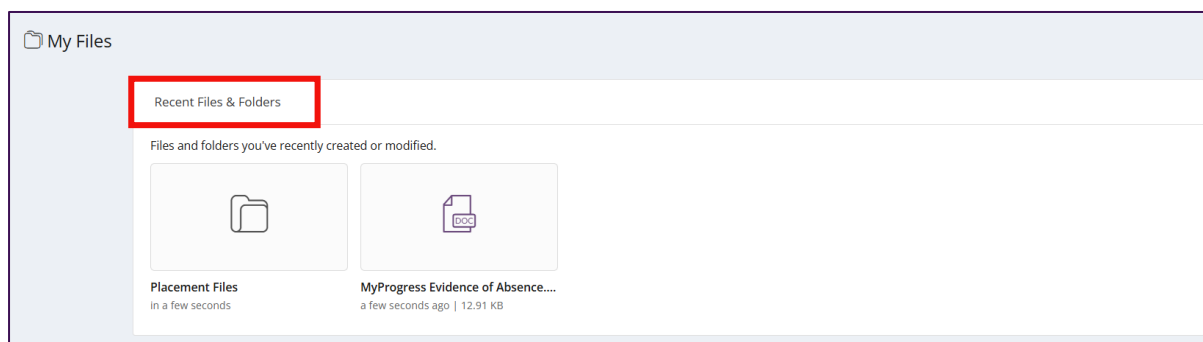 My Files
Recent Files & Folders
Files and folders you've recently created or modified.
DOC
Placement Files
in a few seconds
MyProgress Evidence of Absence....
a few seconds ago | 12.91 KB